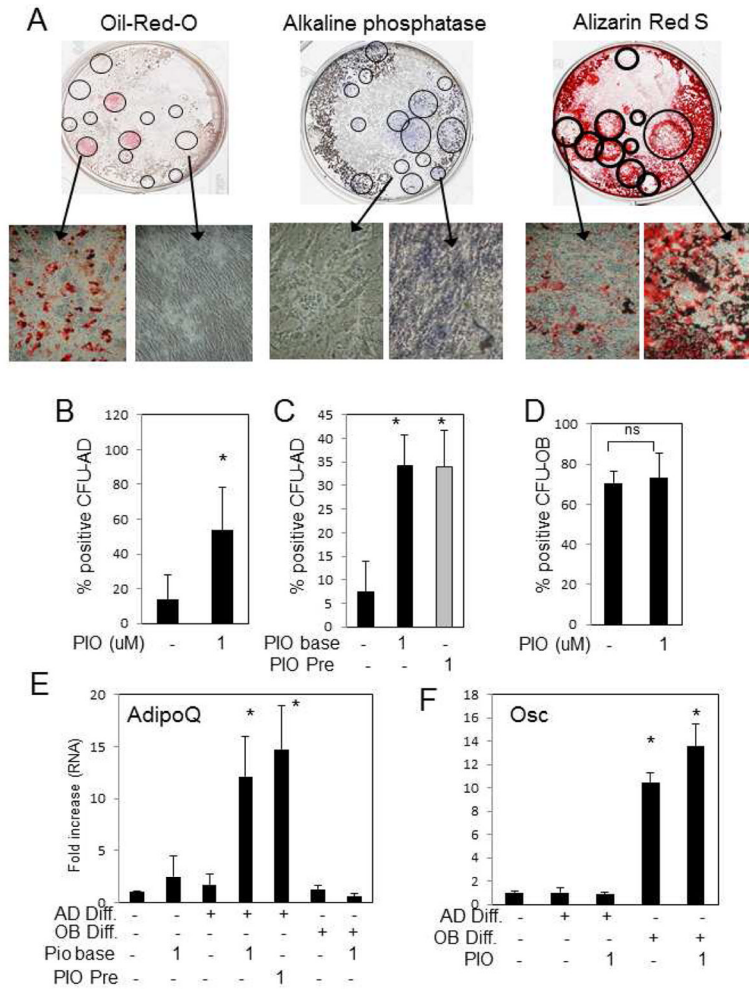 A
Oil-Red-O Alkaline phosphatase Alizarin Red S
B
120
100
80
60
40
20
0
% positive CFU-AD
*
PIO (uM) - 1
C
45
40
35
30
25
20
15
10
5
0
% positive CFU-AD
* *
PIO base - 1 -
PIO Pre - - 1
D
100
80
60
40
20
0
% positive CFU-OB
ns
PIO (uM) - 1
E
AdipoQ
20
15
10
5
0
Fold increase (RNA)
* *
AD Diff. - - + + + - -
OB Diff. - - - - - + +
Pio base - 1 - 1 - - 1
PIO Pre - - - - 1 - -
F
Osc
18
16
14
12
10
8
6
4
2
0
* *
AD Diff. - + + - -
OB Diff. - - - + +
PIO - - 1 - 1